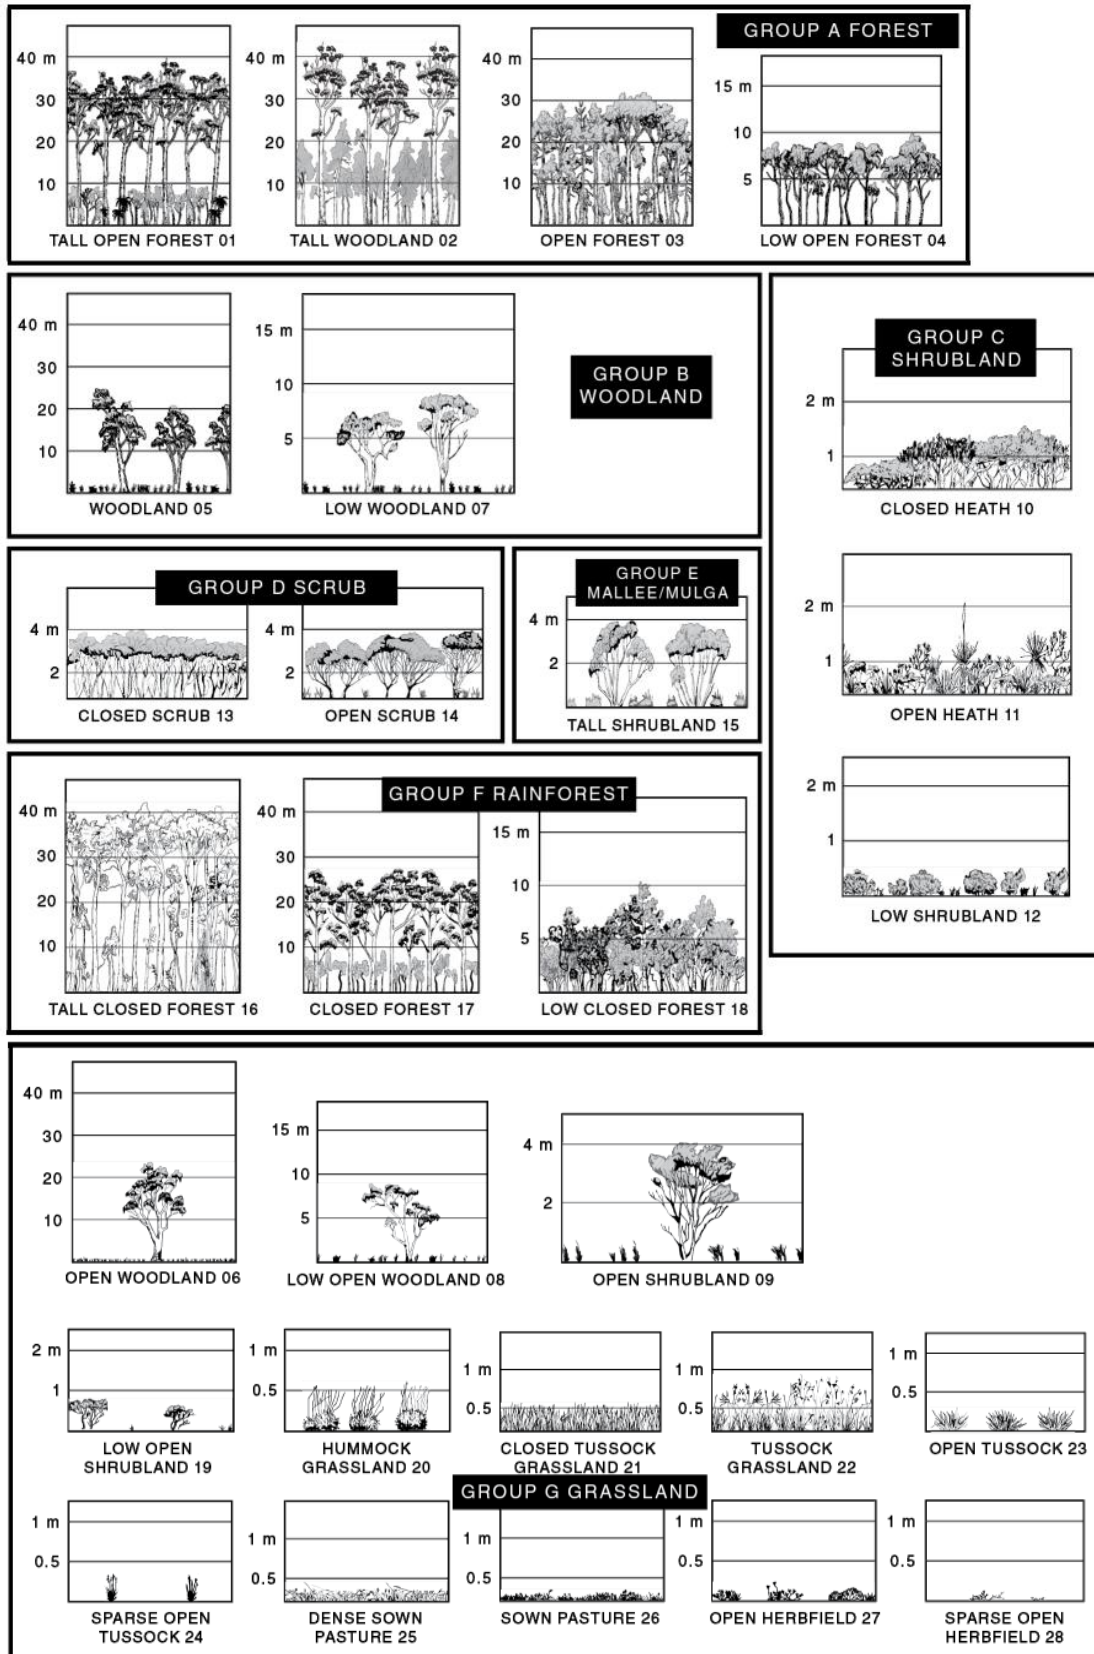 GROUP A FOREST
40 m
30
20
10
TALL OPEN FOREST 01
40 m
30
20
10
TALL WOODLAND 02
40 m
30
20
10
OPEN FOREST 03
15 m
10
5
LOW OPEN FOREST 04
40 m
30
20
10
WOODLAND 05
15 m
10
5
LOW WOODLAND 07
GROUP B
WOODLAND
GROUP C
SHRUBLAND
2 m
1
CLOSED HEATH 10
2 m
1
OPEN HEATH 11
2 m
1
LOW SHRUBLAND 12
GROUP D SCRUB
4 m
2
CLOSED SCRUB 13
4 m
2
OPEN SCRUB 14
GROUP E
MALLEE/MULGA
4 m
2
TALL SHRUBLAND 15
GROUP F RAINFOREST
40 m
30
20
10
TALL CLOSED FOREST 16
40 m
30
20
10
CLOSED FOREST 17
15 m
10
5
LOW CLOSED FOREST 18
40 m
30
20
10
OPEN WOODLAND 06
15 m
10
5
LOW OPEN WOODLAND 08
4 m
2
OPEN SHRUBLAND 09
2 m
1
LOW OPEN
SHRUBLAND 19
1 m
0.5
HUMMOCK
GRASSLAND 20
1 m
0.5
CLOSED TUSSOCK
GRASSLAND 21
1 m
0.5
TUSSOCK
GRASSLAND 22
1 m
0.5
OPEN TUSSOCK 23
GROUP G GRASSLAND
1 m
0.5
SPARSE OPEN
TUSSOCK 24
1 m
0.5
DENSE SOWN
PASTURE 25
1 m
0.5
SOWN PASTURE 26
1 m
0.5
OPEN HERBFIELD 27
1 m
0.5
SPARSE OPEN
HERBFIELD 28